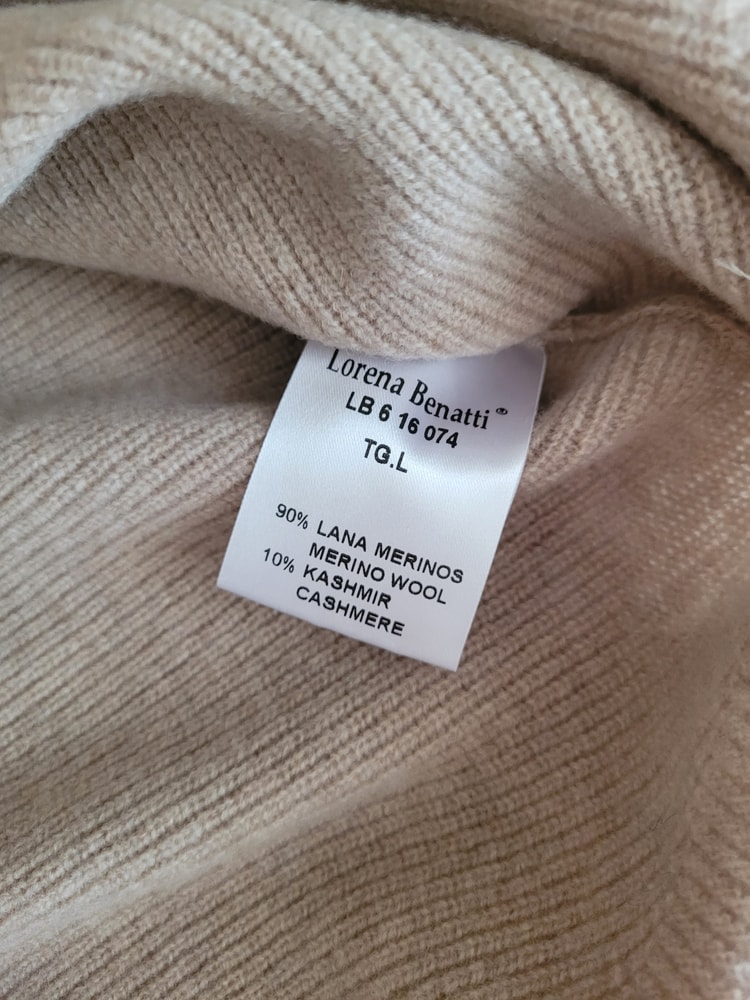 Lorena Benatti®
LB 6 16 074
TG.L
90% LANA MERINOS
MERINO WOOL
10% KASHMIR
CASHMERE